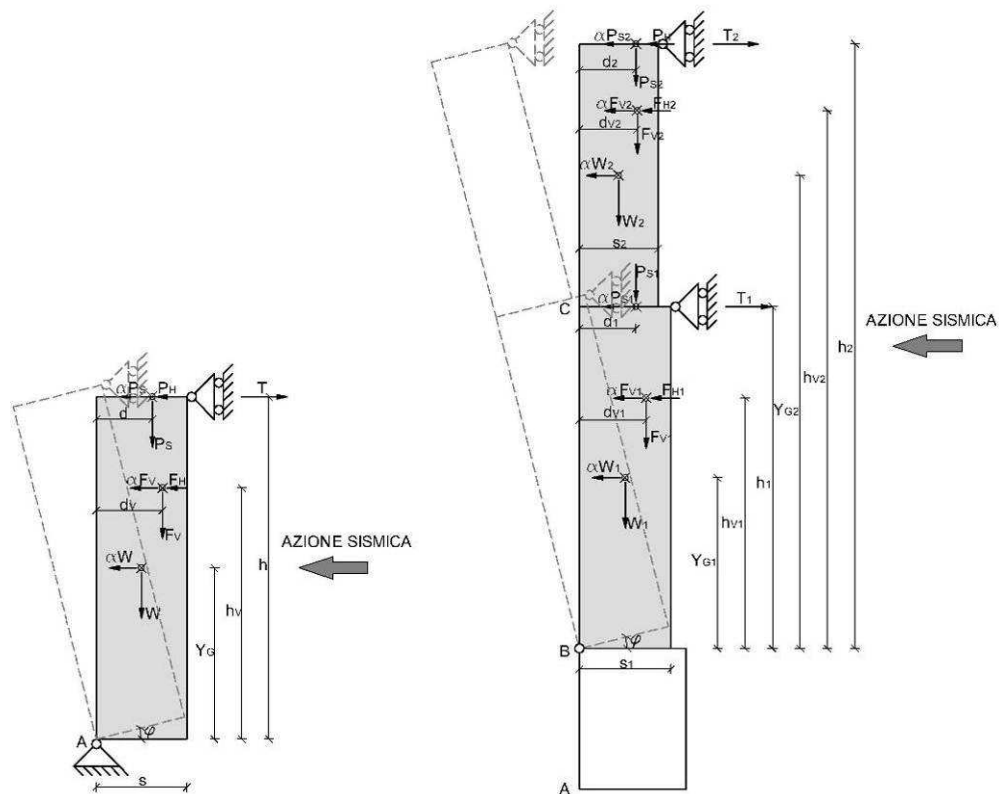 αPs PH T
d
Ps
αFv FH
dv
Fv
AZIONE SISMICA
αW
W
YG
hv
h
A
φ
s
αPs2 PH T2
d2
Ps2
αFv2 FH2
dv2
Fv2
αW2
W2
s2
Ps1
C
αPs1 T1
d1
AZIONE SISMICA
αFv1 FH1
dv1
Fv
αW1
W1
YG1
hv1
h1
YG2
hv2
h2
B
φ
s1
A